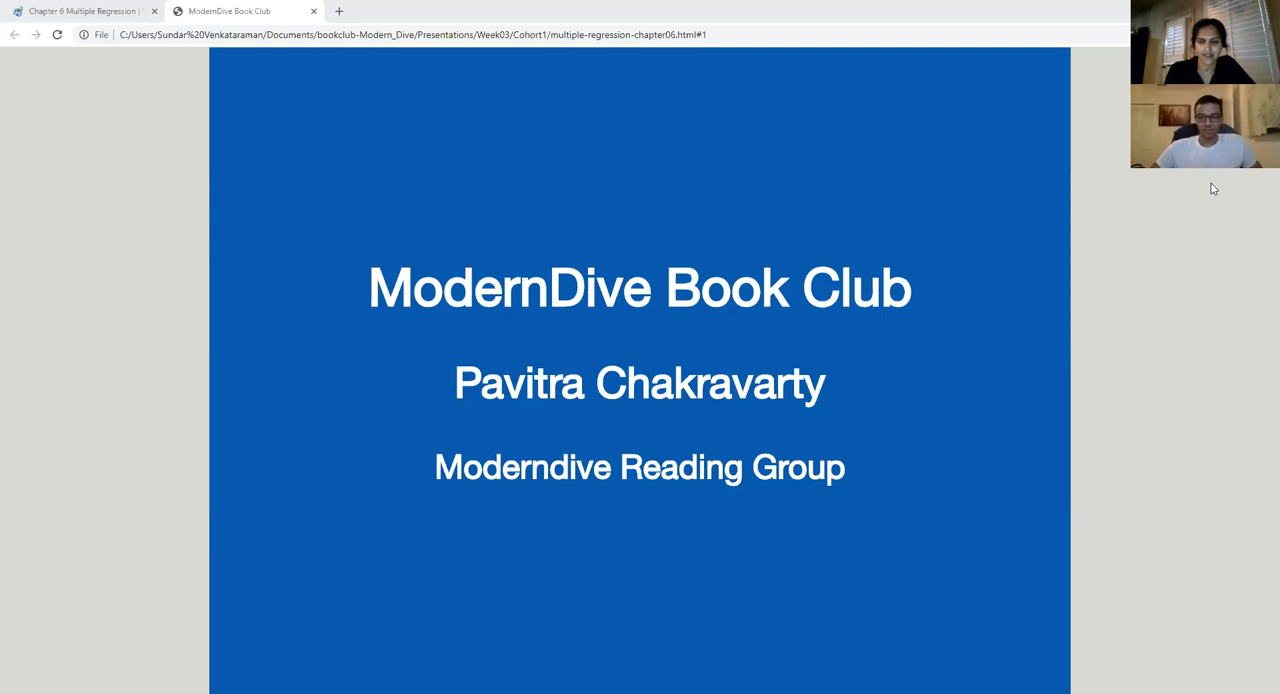 Chapter 6 Multiple Regression |
ModernDive Book Club
File
C:/Users/Sundar%20Venkataraman/Documents/bookclub-Modern_Dive/Presentations/Week03/Cohort1/multiple-regression-chapter06.html#1
ModernDive Book Club
Pavitra Chakravarty
Moderndive Reading Group